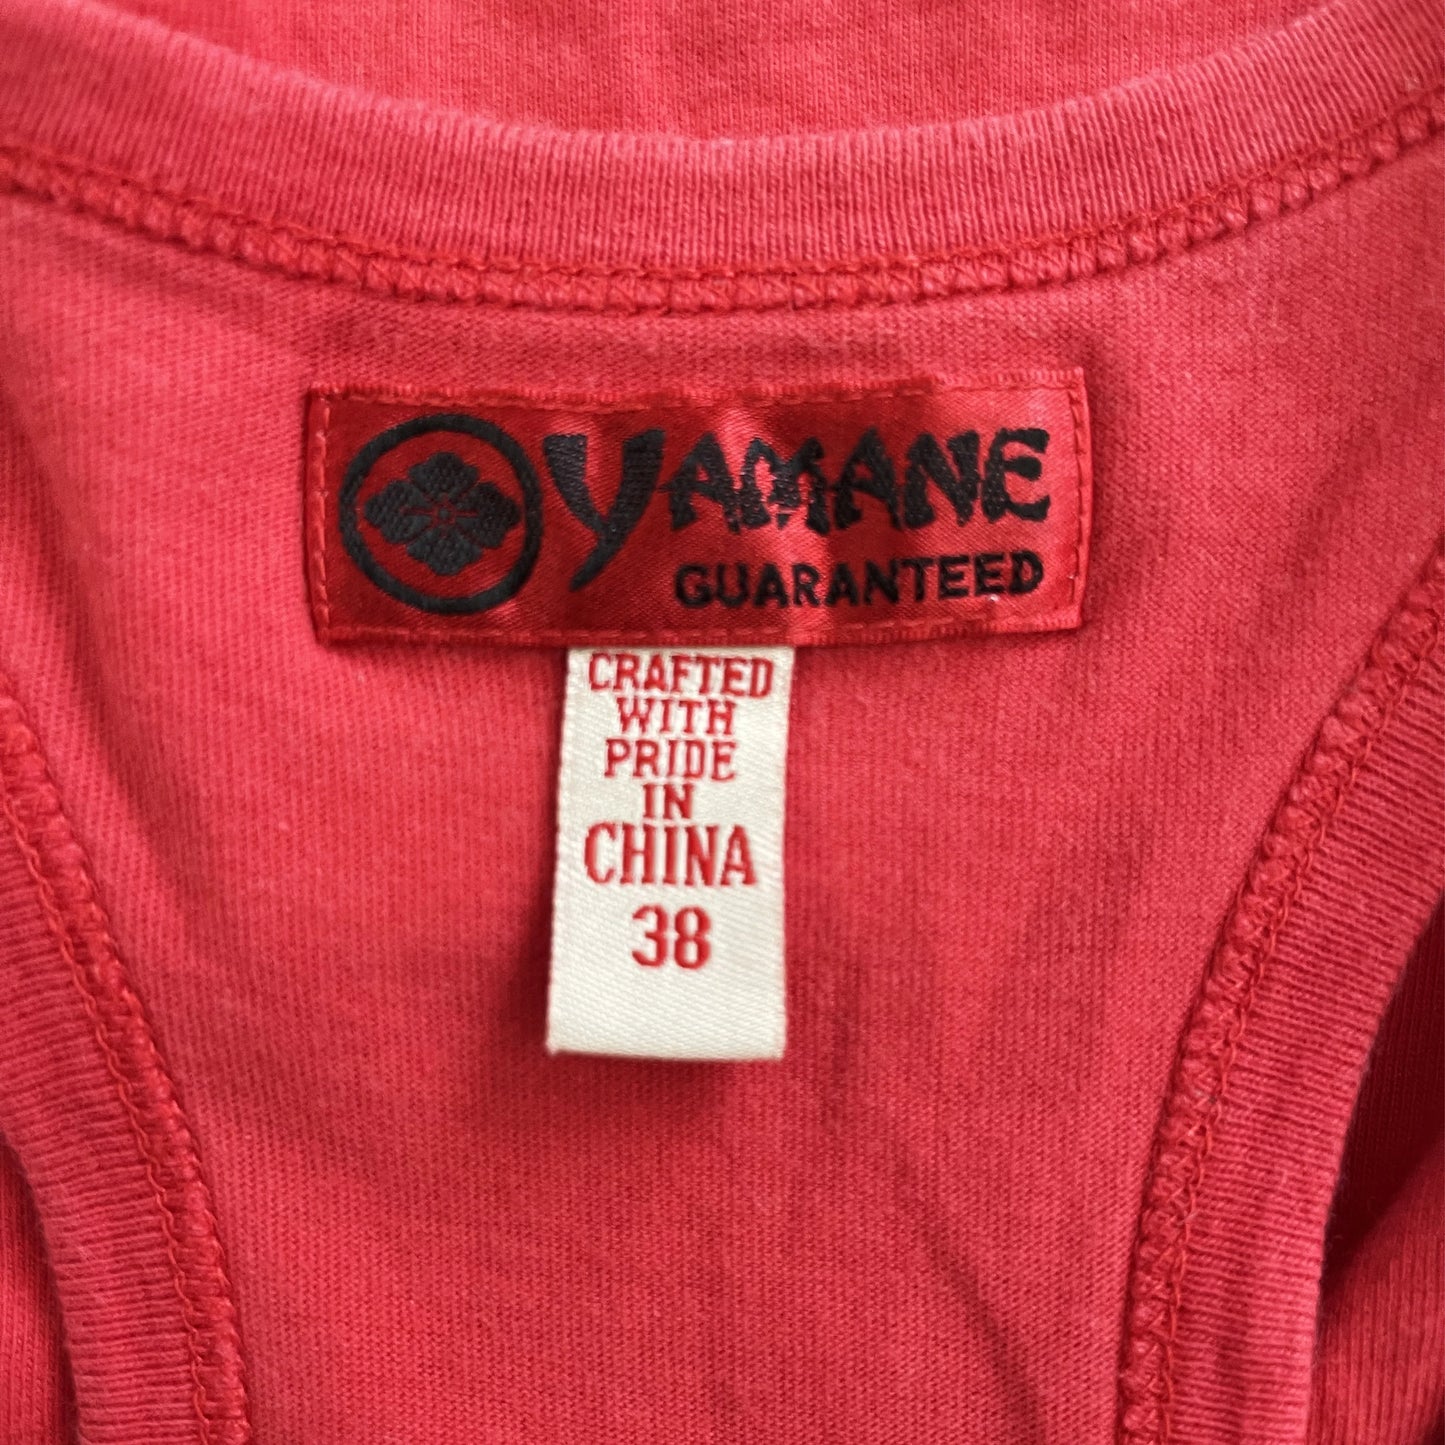 YAMANE
GUARANTEED
CRAFTED
WITH
PRIDE
IN
CHINA
38